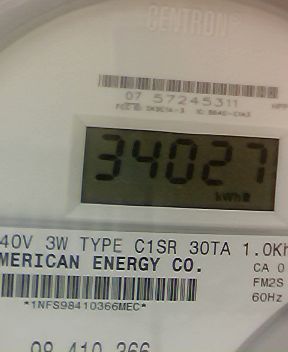 CENTRON®
07 57245311
34027
kWh
40V 3W TYPE C1SR 30TA 1.0Kh
MERICAN ENERGY CO.
CA 0
FM2S
60Hz
*1NFS98410366MEC*
98 410 366